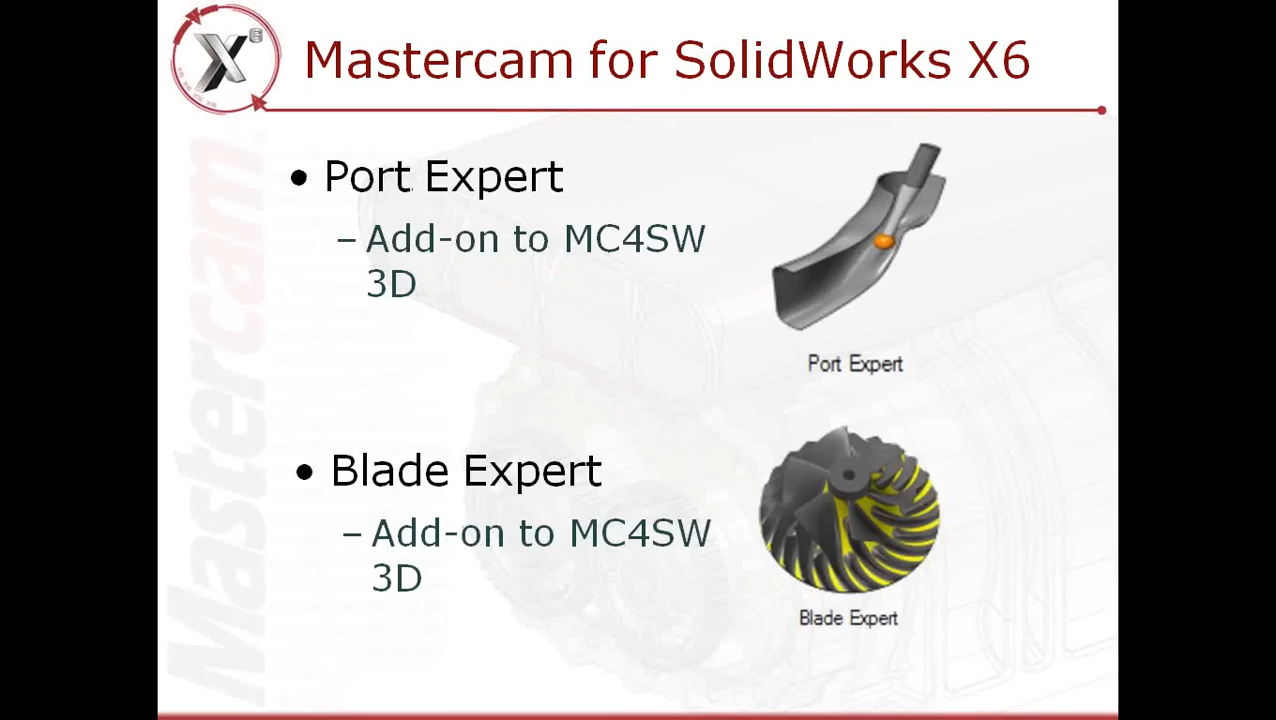 X6
Mastercam for SolidWorks X6
• Port Expert
– Add-on to MC4SW
3D
Port Expert
• Blade Expert
– Add-on to MC4SW
3D
Blade Expert
Mastercam